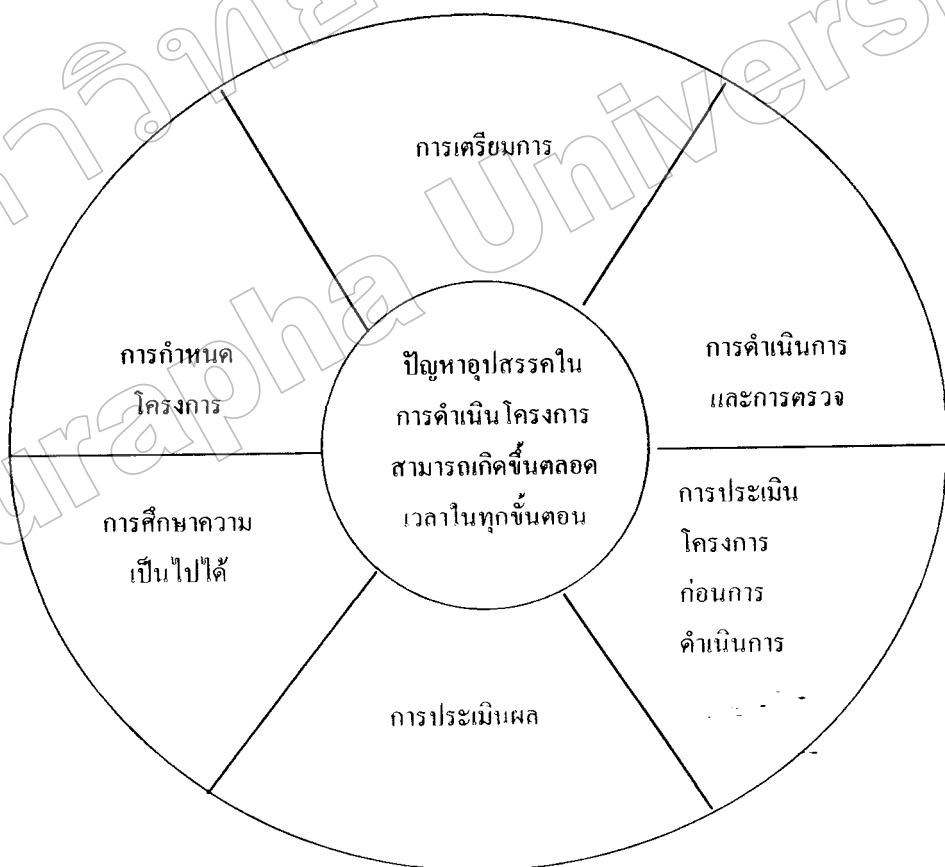 การเตรียมการ
การกำหนด
โครงการ
ปัญหาอุปสรรคใน
การดำเนินโครงการ
สามารถเกิดขึ้นตลอด
เวลาในทุกขั้นตอน
การดำเนินการ
และการตรวจ
การศึกษาความ
เป็นไปได้
การประเมิน
โครงการ
ก่อนการ
ดำเนินการ
การประเมินผล
urapha Universi
าวิทย